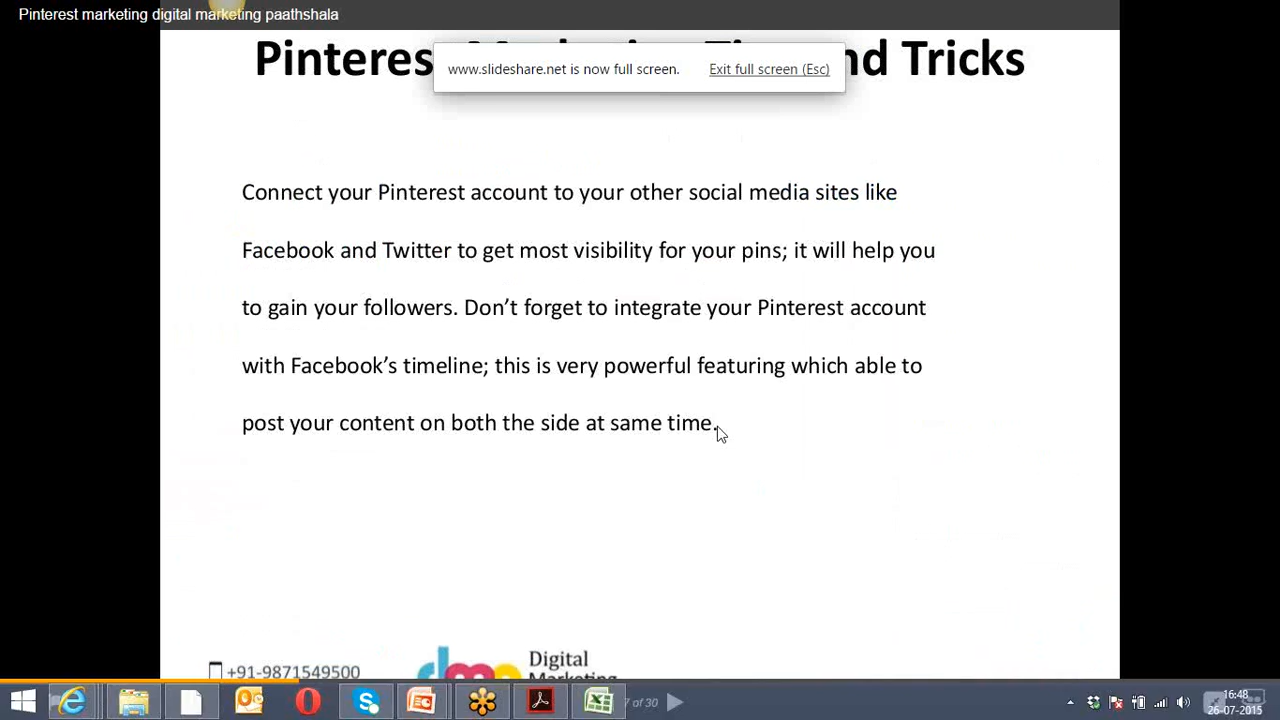 Pinterest marketing digital marketing paathshala
Pinteres nd Tricks
www.slideshare.net is now full screen. Exit full screen (Esc)
Connect your Pinterest account to your other social media sites like
Facebook and Twitter to get most visibility for your pins; it will help you
to gain your followers. Don’t forget to integrate your Pinterest account
with Facebook’s timeline; this is very powerful featuring which able to
post your content on both the side at same time.
+91-9871549500
Digital
Marketing
7 of 30
16:48
26-07-2015